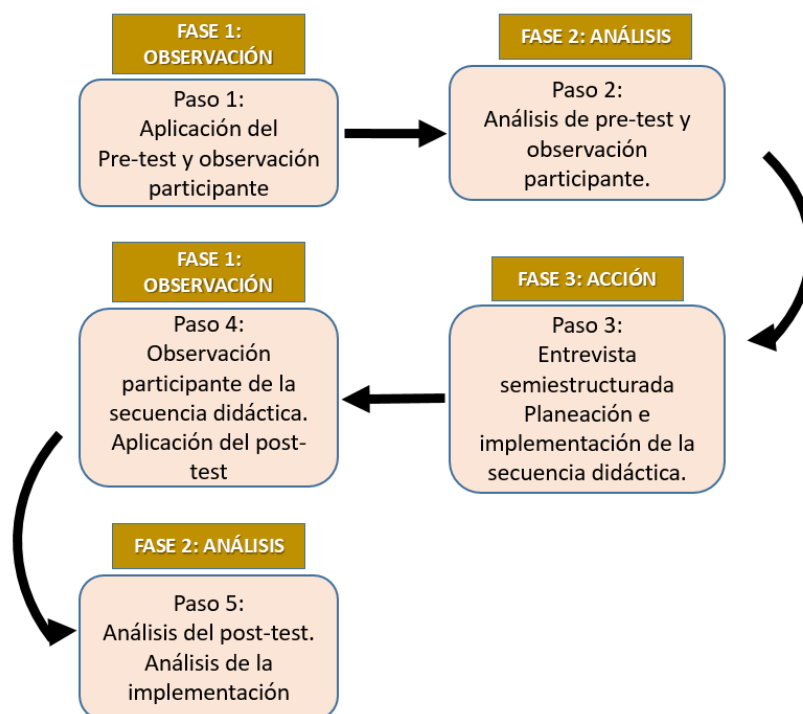 FASE 1:
OBSERVACIÓN
Paso 1:
Aplicación del
Pre-test y observación
participante
FASE 2: ANÁLISIS
Paso 2:
Análisis de pre-test y
observación
participante.
FASE 3: ACCIÓN
Paso 3:
Entrevista
semiestructurada
Planeación e
implementación de la
secuencia didáctica.
FASE 1:
OBSERVACIÓN
Paso 4:
Observación
participante de la
secuencia didáctica.
Aplicación del post-
test
FASE 2: ANÁLISIS
Paso 5:
Análisis del post-test.
Análisis de la
implementación